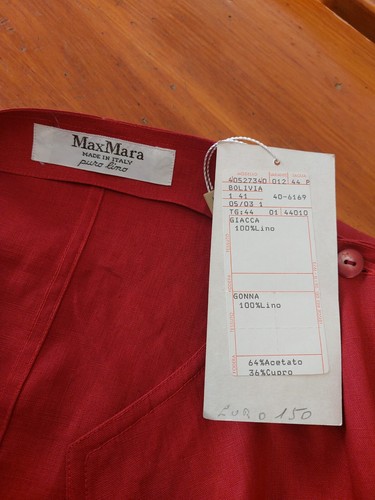 MaxMara
MADE IN ITALY
puro lino
40527340 012 44 P
BOLIVIA
1 41 40-6169
05/03 1
TG:44 01 44010
GIACCA
100%Lino
GONNA
100%Lino
64%Acetato
36%Cupro
EURO 150